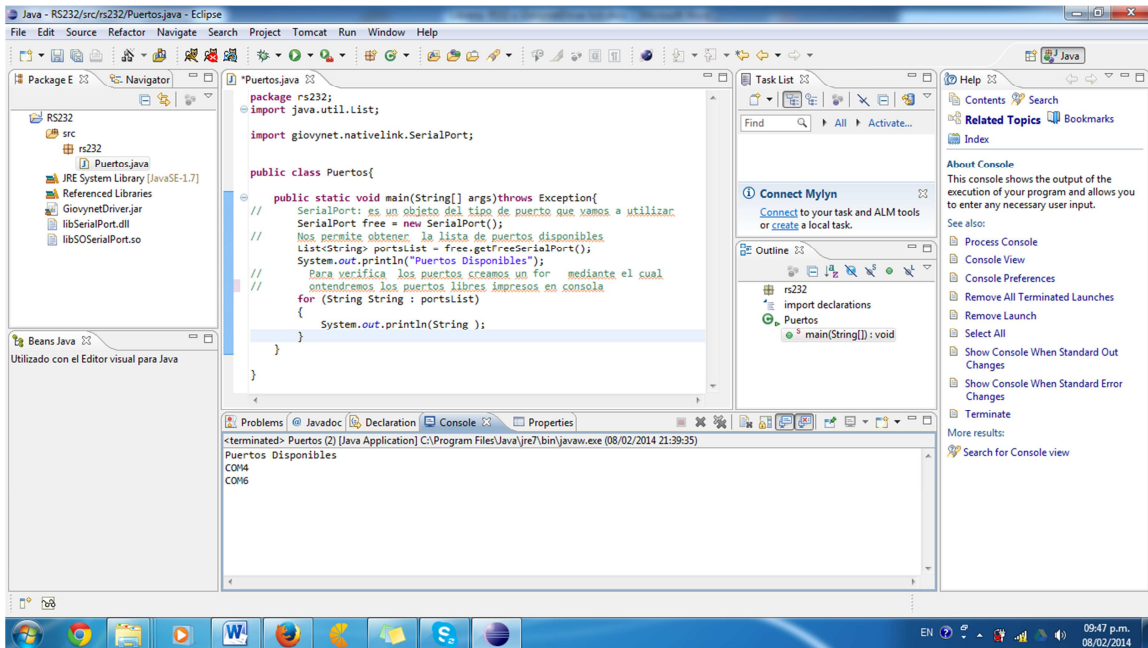 Java - RS232/src/rs232/Puertos.java - Eclipse
File Edit Source Refactor Navigate Search Project Tomcat Run Window Help
Java
Package E
Navigator
RS232
src
rs232
Puertos.java
JRE System Library [JavaSE-1.7]
Referenced Libraries
GiovynetDriver.jar
libSerialPort.dll
libSOSerialPort.so
Beans Java
Utilizado con el Editor visual para Java
*Puertos.java
package rs232;
import java.util.List;
import giovynet.nativelink.SerialPort;
public class Puertos{
public static void main(String[] args)throws Exception{
// SerialPort: es un objeto del tipo de puerto que vamos a utilizar
SerialPort free = new SerialPort();
// Nos permite obtener la lista de puertos disponibles
List<String> portsList = free.getFreeSerialPort();
System.out.println("Puertos Disponibles");
// Para verifica los puertos creamos un for mediante el cual
// ontendremos los puertos libres impresos en consola
for (String String : portsList)
{
System.out.println(String );
}
}
}
Problems @ Javadoc Declaration Console Properties
<terminated> Puertos (2) [Java Application] C:\Program Files\Java\jre7\bin\javaw.exe (08/02/2014 21:39:35)
Puertos Disponibles
COM4
COM6
Task List
Find All Activate...
Connect Mylyn
Connect to your task and ALM tools
or create a local task.
Outline
rs232
import declarations
Puertos
main(String[]) : void
Help
Contents Search
Related Topics Bookmarks
Index
About Console
This console shows the output of the
execution of your program and allows you
to enter any necessary user input.
See also:
Process Console
Console View
Console Preferences
Remove All Terminated Launches
Remove Launch
Select All
Show Console When Standard Out
Changes
Show Console When Standard Error
Changes
Terminate
More results:
Search for Console view
EN
09:47 p.m.
08/02/2014